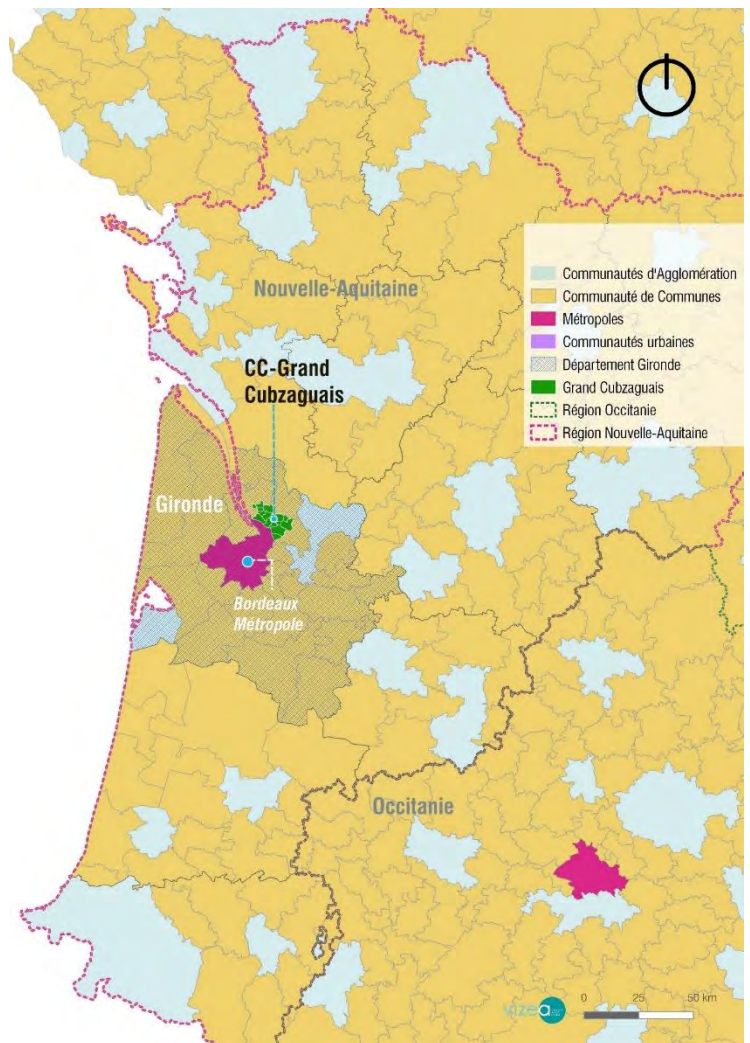 Nouvelle-Aquitaine
CC-Grand
Cubzaguais
Gironde
Bordeaux
Métropole
Occitanie
Communautés d'Agglomération
Communauté de Communes
Métropoles
Communautés urbaines
Département Gironde
Grand Cubzaguais
Région Occitanie
Région Nouvelle-Aquitaine
vizea
0 25 50 km